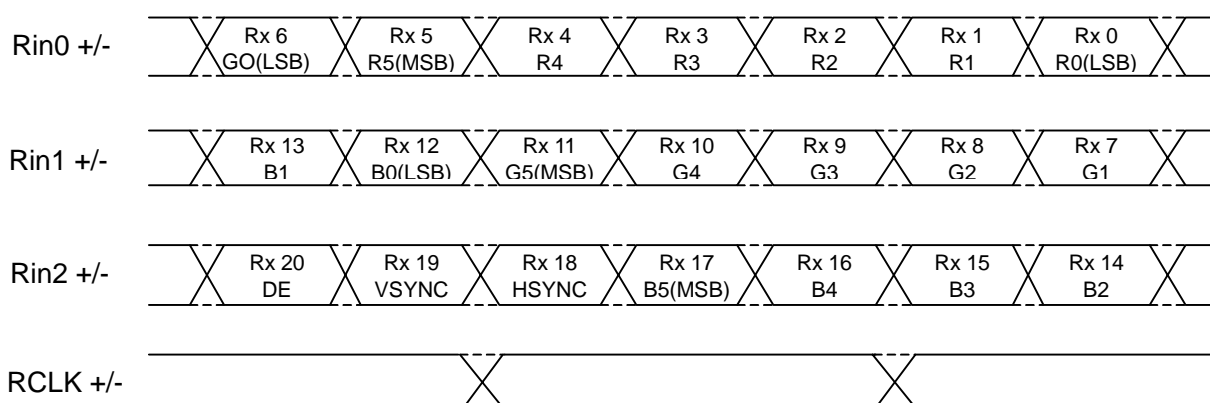 Rx 6 Rx 5 Rx 4 Rx 3 Rx 2 Rx 1 Rx 0
Rin0 +/-
GO(LSB) R5(MSB) R4 R3 R2 R1 R0(LSB)
Rx 13 Rx 12 Rx 11 Rx 10 Rx 9 Rx 8 Rx 7
Rin1 +/-
B1 B0(LSB) G5(MSB) G4 G3 G2 G1
Rx 20 Rx 19 Rx 18 Rx 17 Rx 16 Rx 15 Rx 14
Rin2 +/-
DE VSYNC HSYNC B5(MSB) B4 B3 B2
RCLK +/-